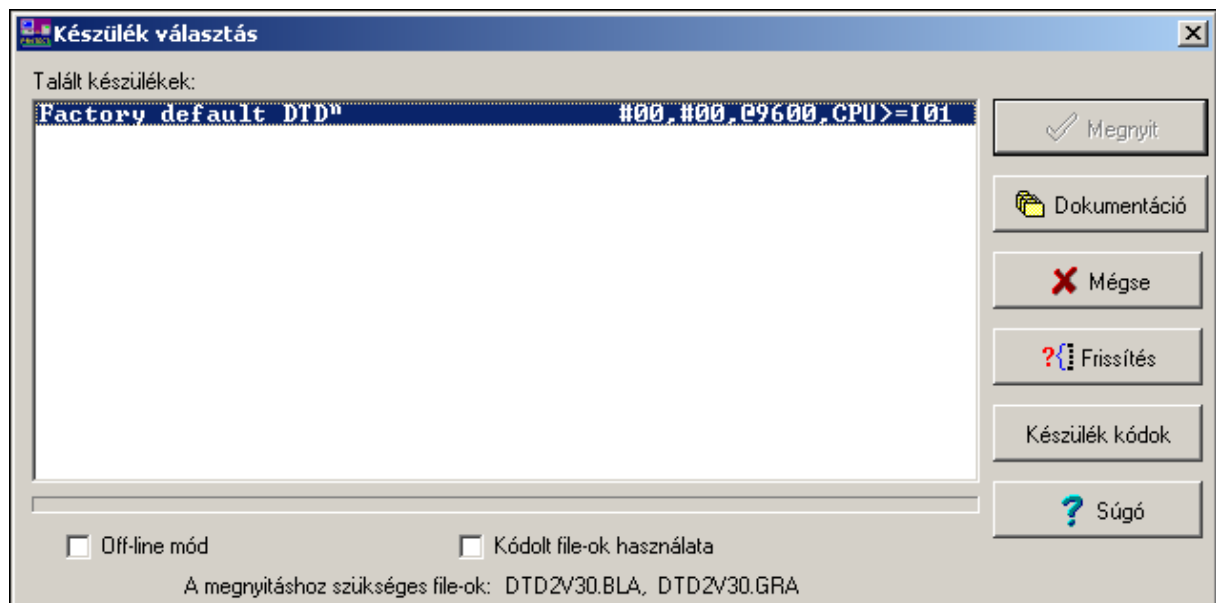 Készülék választás
Talált készülékek:
Factory default DTD" #00,#00,@9600,CPU>=I01
Megnyit
Dokumentáció
Mégse
Frissítés
Készülék kódok
Súgó
Off-line mód Kódolt file-ok használata
A megnyitáshoz szükséges file-ok: DTD2V30.BLA, DTD2V30.GRA